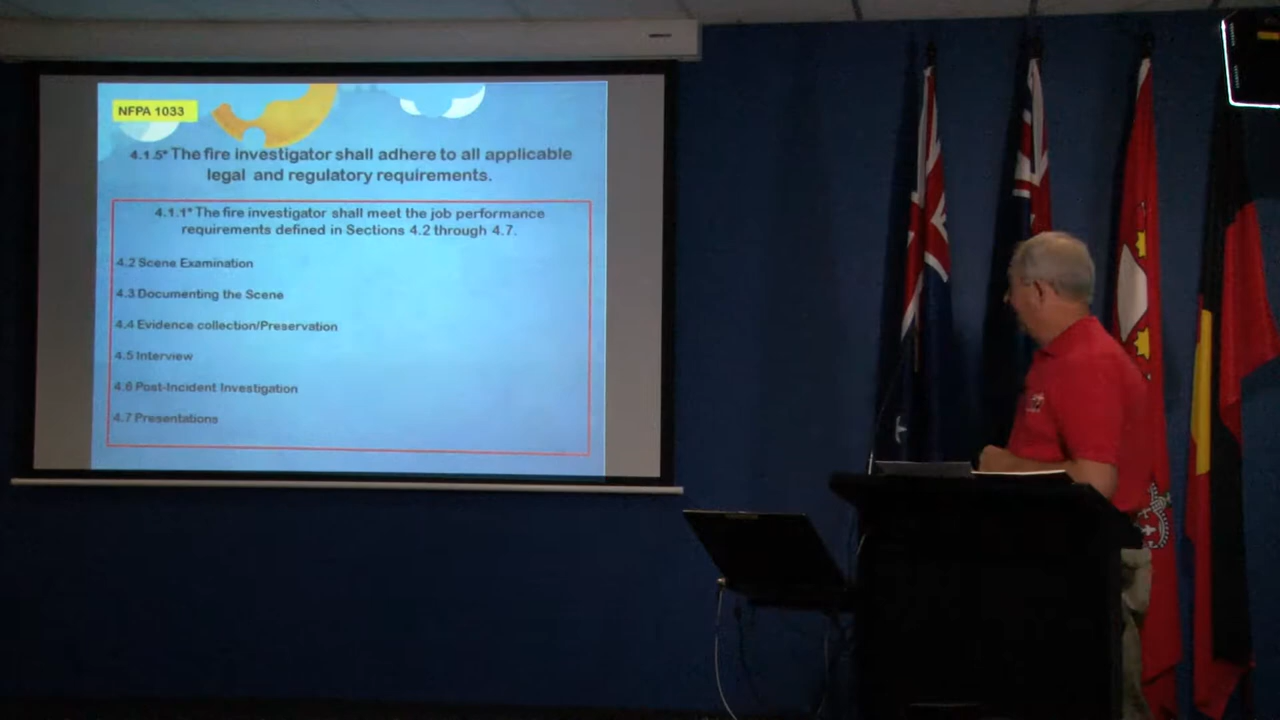 NFPA 1033
4.1.5* The fire investigator shall adhere to all applicable
legal and regulatory requirements.
4.1.1* The fire investigator shall meet the job performance
requirements defined in Sections 4.2 through 4.7.
4.2 Scene Examination
4.3 Documenting the Scene
4.4 Evidence collection/Preservation
4.5 Interview
4.6 Post-Incident Investigation
4.7 Presentations